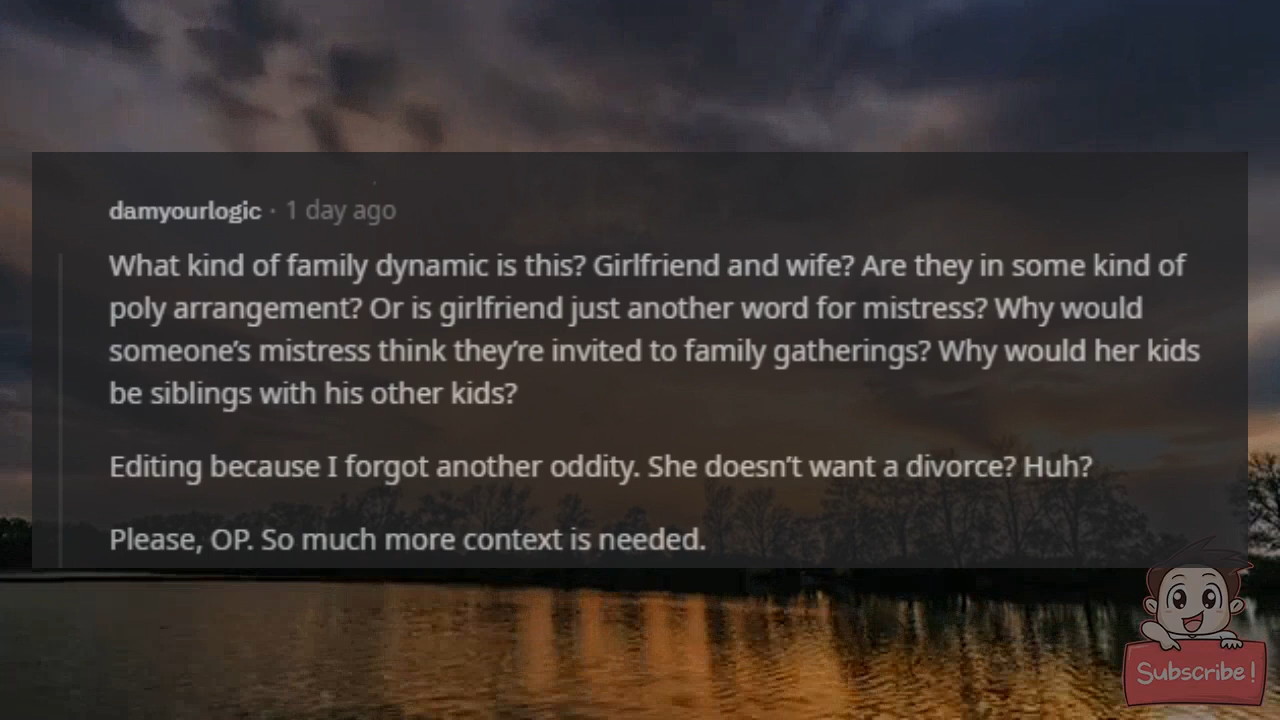 damyourlogic · 1 day ago
What kind of family dynamic is this? Girlfriend and wife? Are they in some kind of
poly arrangement? Or is girlfriend just another word for mistress? Why would
someone’s mistress think they’re invited to family gatherings? Why would her kids
be siblings with his other kids?
Editing because I forgot another oddity. She doesn’t want a divorce? Huh?
Please, OP. So much more context is needed.
Subscribe!